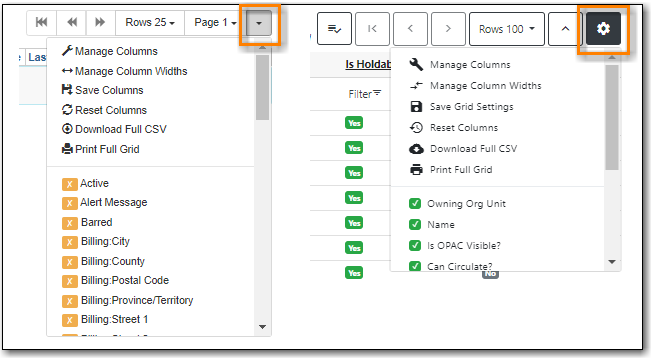 Rows 25 Page 1
Last
Manage Columns
Manage Column Widths
Save Columns
Reset Columns
Download Full CSV
Print Full Grid
X Active
X Alert Message
X Barred
X Billing:City
X Billing:County
X Billing:Postal Code
X Billing:Province/Territory
X Billing:Street 1
Rows 100
Is Holdab
Filter
Yes
Yes
Yes
Yes
Yes
Yes
Yes
No
Manage Columns
Manage Column Widths
Save Grid Settings
Reset Columns
Download Full CSV
Print Full Grid
Owning Org Unit
Name
Is OPAC Visible?
Can Circulate?